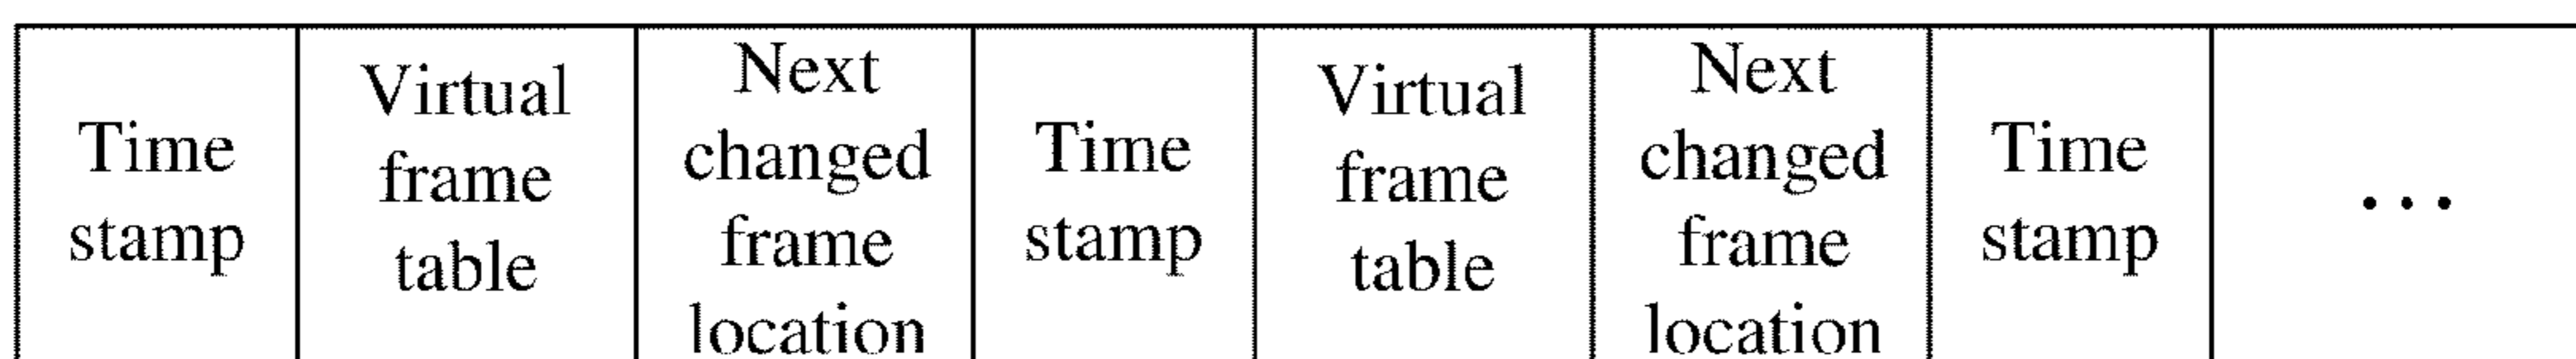 Time
stamp
Virtual
frame
table
Next
changed
frame
location
Time
stamp
Virtual
frame
table
Next
changed
frame
location
Time
stamp
...